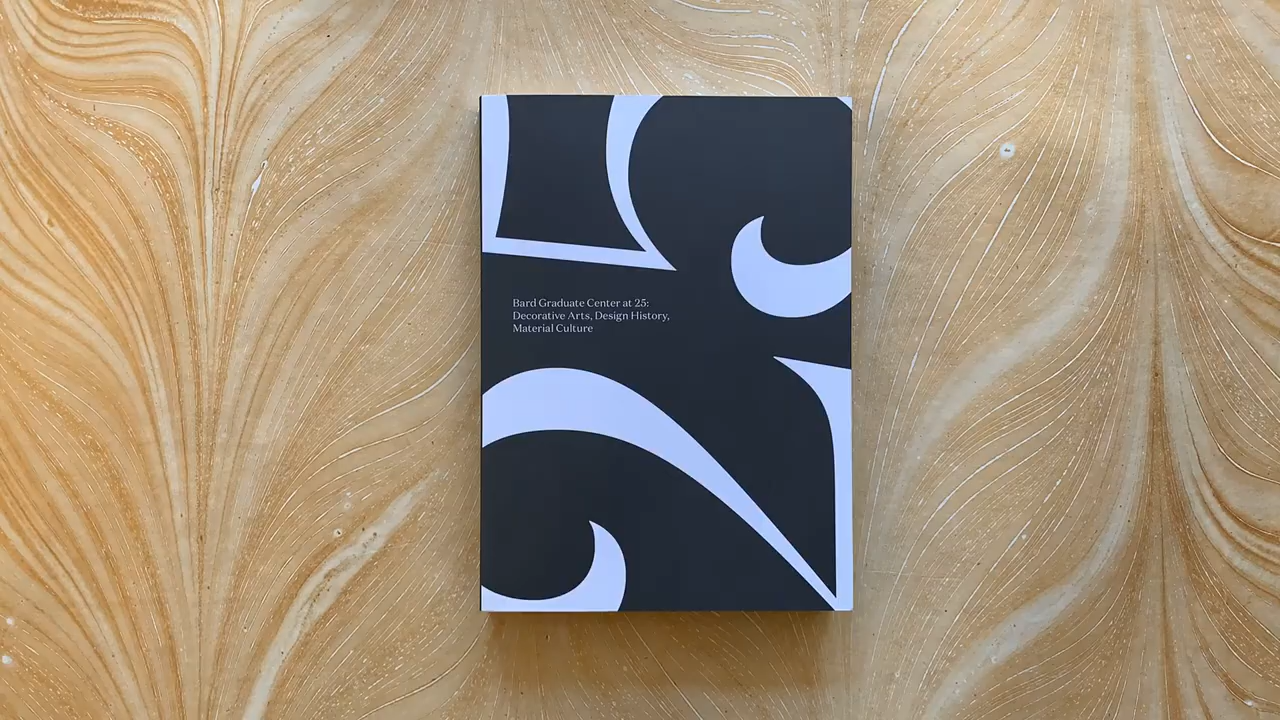 Bard Graduate Center at 25:
Decorative Arts, Design History,
Material Culture